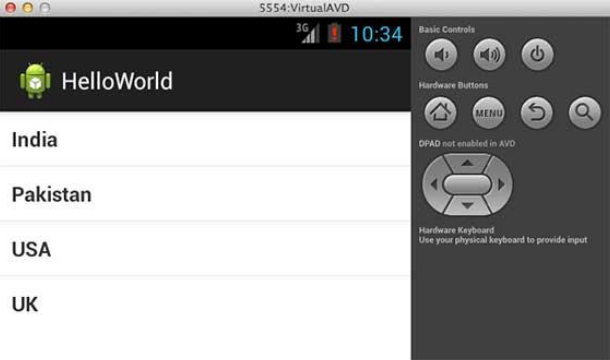 5554:VirtualAVD
3G 10:34
HelloWorld
India
Pakistan
USA
UK
Basic Controls
Hardware Buttons
MENU
DPAD not enabled in AVD
Hardware Keyboard
Use your physical keyboard to provide input